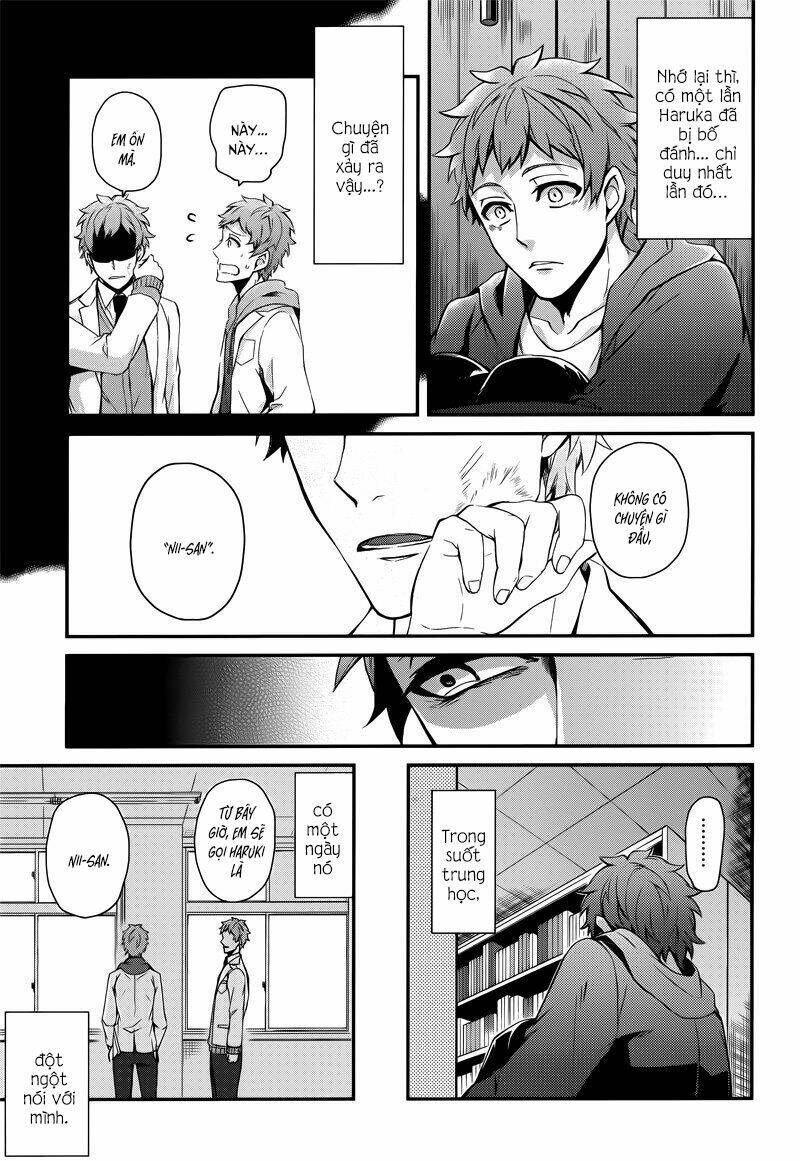 Nhớ lại thì,
có một lần
Haruka đã
bị bố
đánh... chỉ
duy nhất
lần đó...
Chuyện
gì đã
xảy ra
vậy...?
NÀY...
NÀY...
EM ỔN
MÀ.
KHÔNG CÓ
CHUYỆN GÌ
ĐÂU,
"NII-SAN".
.........
Trong
suốt
trung
học,
có
một
ngày
nó
TỪ BÂY
GIỜ, EM SẼ
GỌI HARUKI
LÀ
NII-SAN.
đột
ngột
nói với
mình.